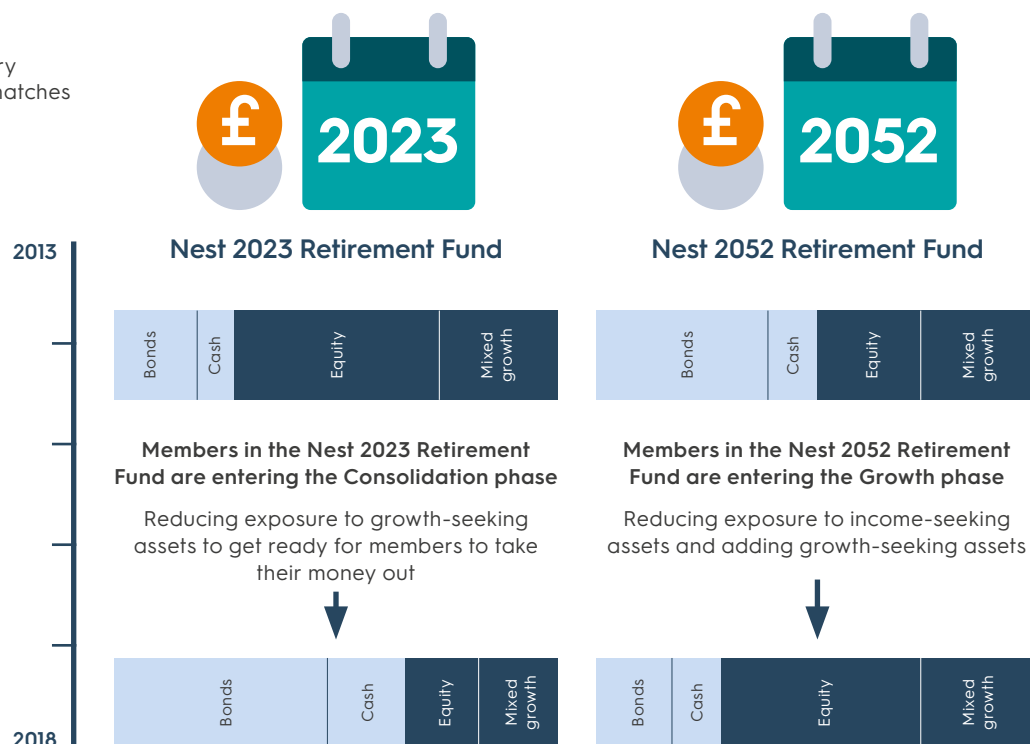 ry
natches
£
2023
£
2052
2013
Nest 2023 Retirement Fund
Nest 2052 Retirement Fund
Bonds
Cash
Equity
Mixed
growth
Bonds
Cash
Equity
Mixed
growth
Members in the Nest 2023 Retirement
Fund are entering the Consolidation phase
Reducing exposure to growth-seeking
assets to get ready for members to take
their money out
Members in the Nest 2052 Retirement
Fund are entering the Growth phase
Reducing exposure to income-seeking
assets and adding growth-seeking assets
Bonds
Cash
Equity
Mixed
growth
Bonds
Cash
Equity
Mixed
growth
2018